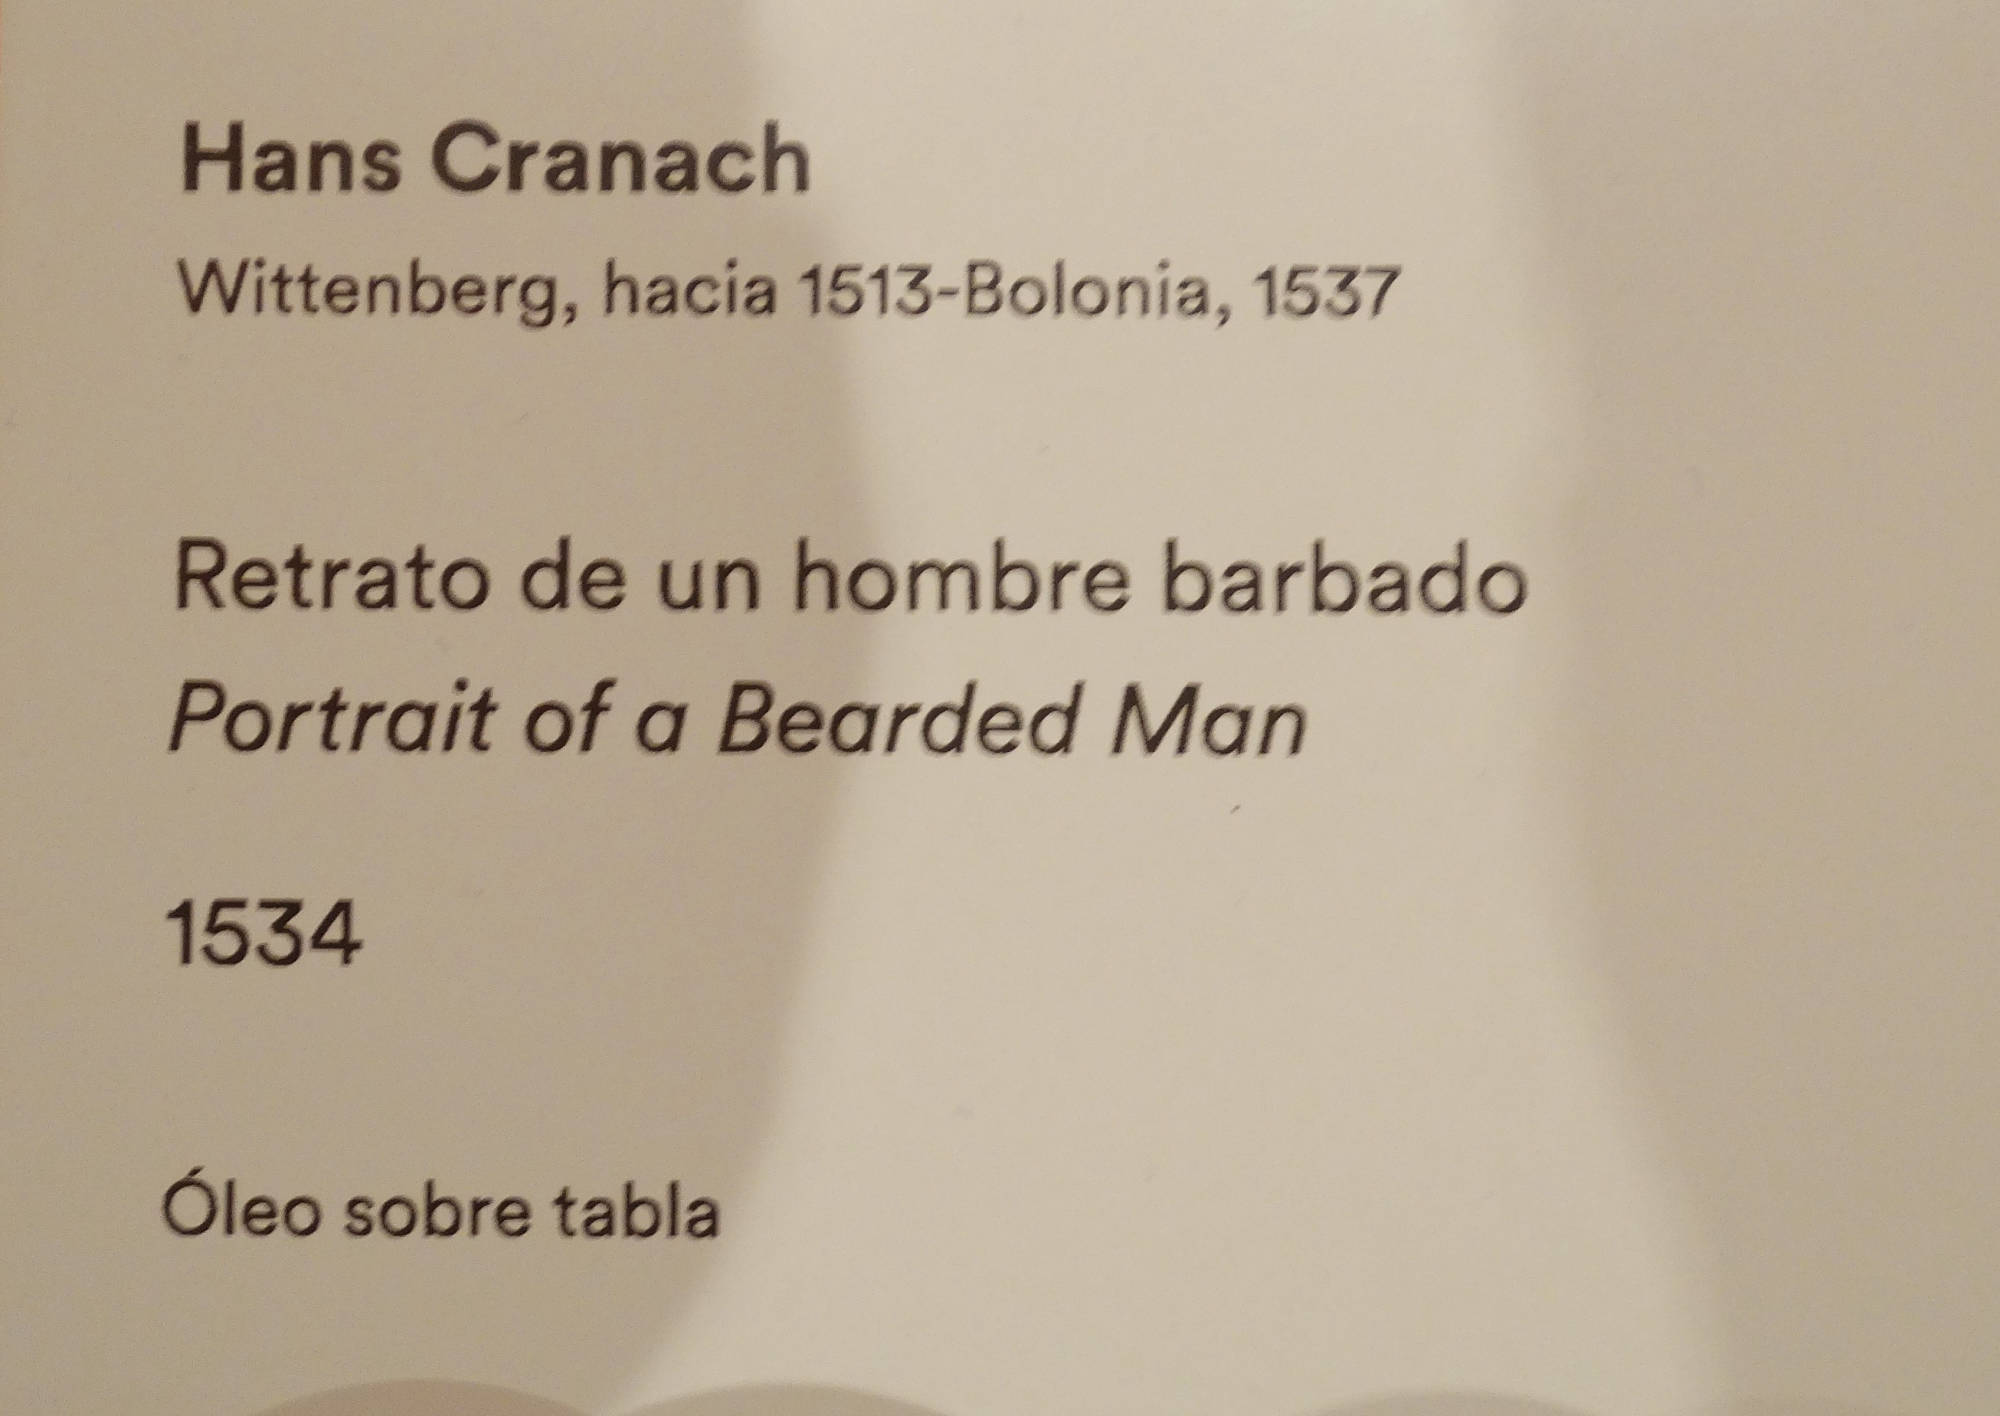 Hans Cranach
Wittenberg, hacia 1513-Bolonia, 1537
Retrato de un hombre barbado
Portrait of a Bearded Man
1534
Óleo sobre tabla